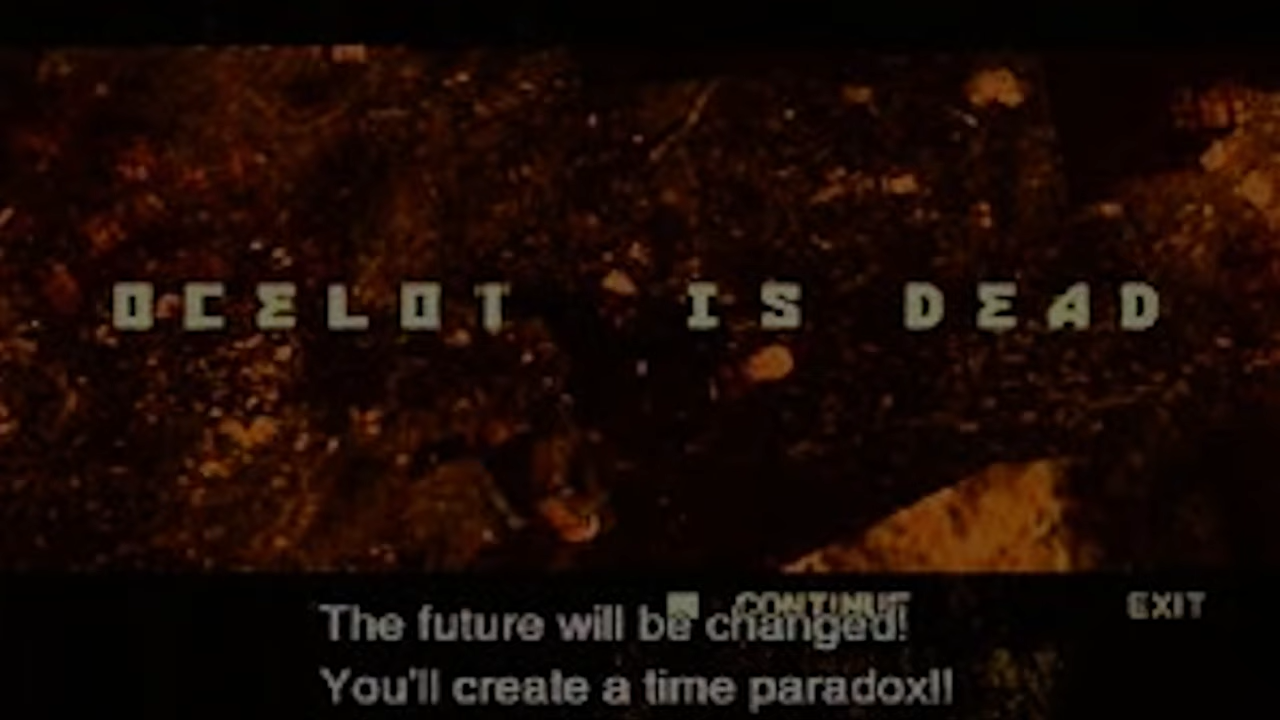 OCELOT IS DEAD
CONTINUE EXIT
The future will be changed!
You'll create a time paradox!!